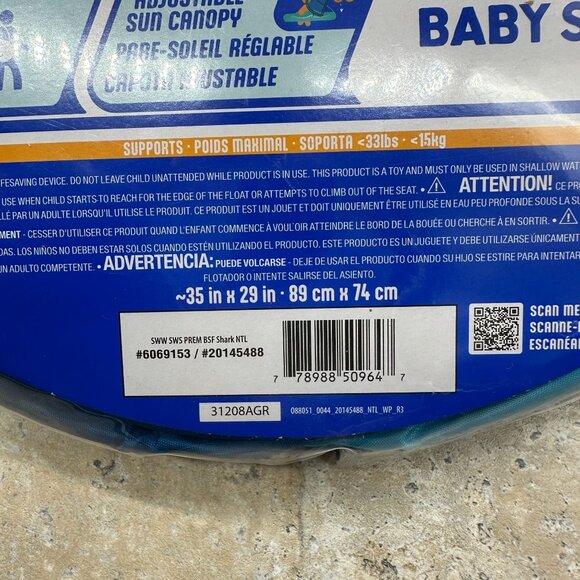 ADJUSTABLE
SUN CANOPY
PARE-SOLEIL RÉGLABLE
CAPOTA AJUSTABLE
BABY S
SUPPORTS · POIDS MAXIMAL · SOPORTA <33lbs · <15kg
LIFESAVING DEVICE. DO NOT LEAVE CHILD UNATTENDED WHILE PRODUCT IS IN USE. THIS PRODUCT IS A TOY AND MUST ONLY BE USED IN SHALLOW WAT
USE WHEN CHILD STARTS TO REACH FOR THE EDGE OF THE FLOAT OR ATTEMPTS TO CLIMB OUT OF THE SEAT. • ATTENTION! CE PR
LLÉ PAR UN ADULTE LORSQU'IL UTILISE CE PRODUIT. CE PRODUIT EST UN JOUET ET DOIT UNIQUEMENT ÊTRE UTILISÉ EN EAU PEU PROFONDE SOUS LA SU
MENT - CESSER D'UTILISER CE PRODUIT QUAND L'ENFANT COMMENCE À VOULOIR ATTEINDRE LE BORD DE LA BOUÉE OU CHERCHE À EN SORTIR. •
DAS. LOS NIÑOS NO DEBEN ESTAR SOLOS CUANDO ESTÉN UTILIZANDO EL PRODUCTO. ESTE PRODUCTO ES UN JUGUETE Y DEBE UTILIZARSE ÚNICAMENT
UN ADULTO COMPETENTE. • ADVERTENCIA: PUEDE VOLCARSE - DEJE DE USAR EL PRODUCTO CUANDO SU HIJO SE ESTIRE PARA INTENTAR
FLOTADOR O INTENTE SALIRSE DEL ASIENTO.
~35 in x 29 in · 89 cm x 74 cm
SWW SWS PREM BSF Shark NTL
#6069153 / #20145488
7 78988 50964 7
SCAN ME
SCANNE-
ESCANÉA
31208AGR
088051_0044_20145488_NTL_WP_R3